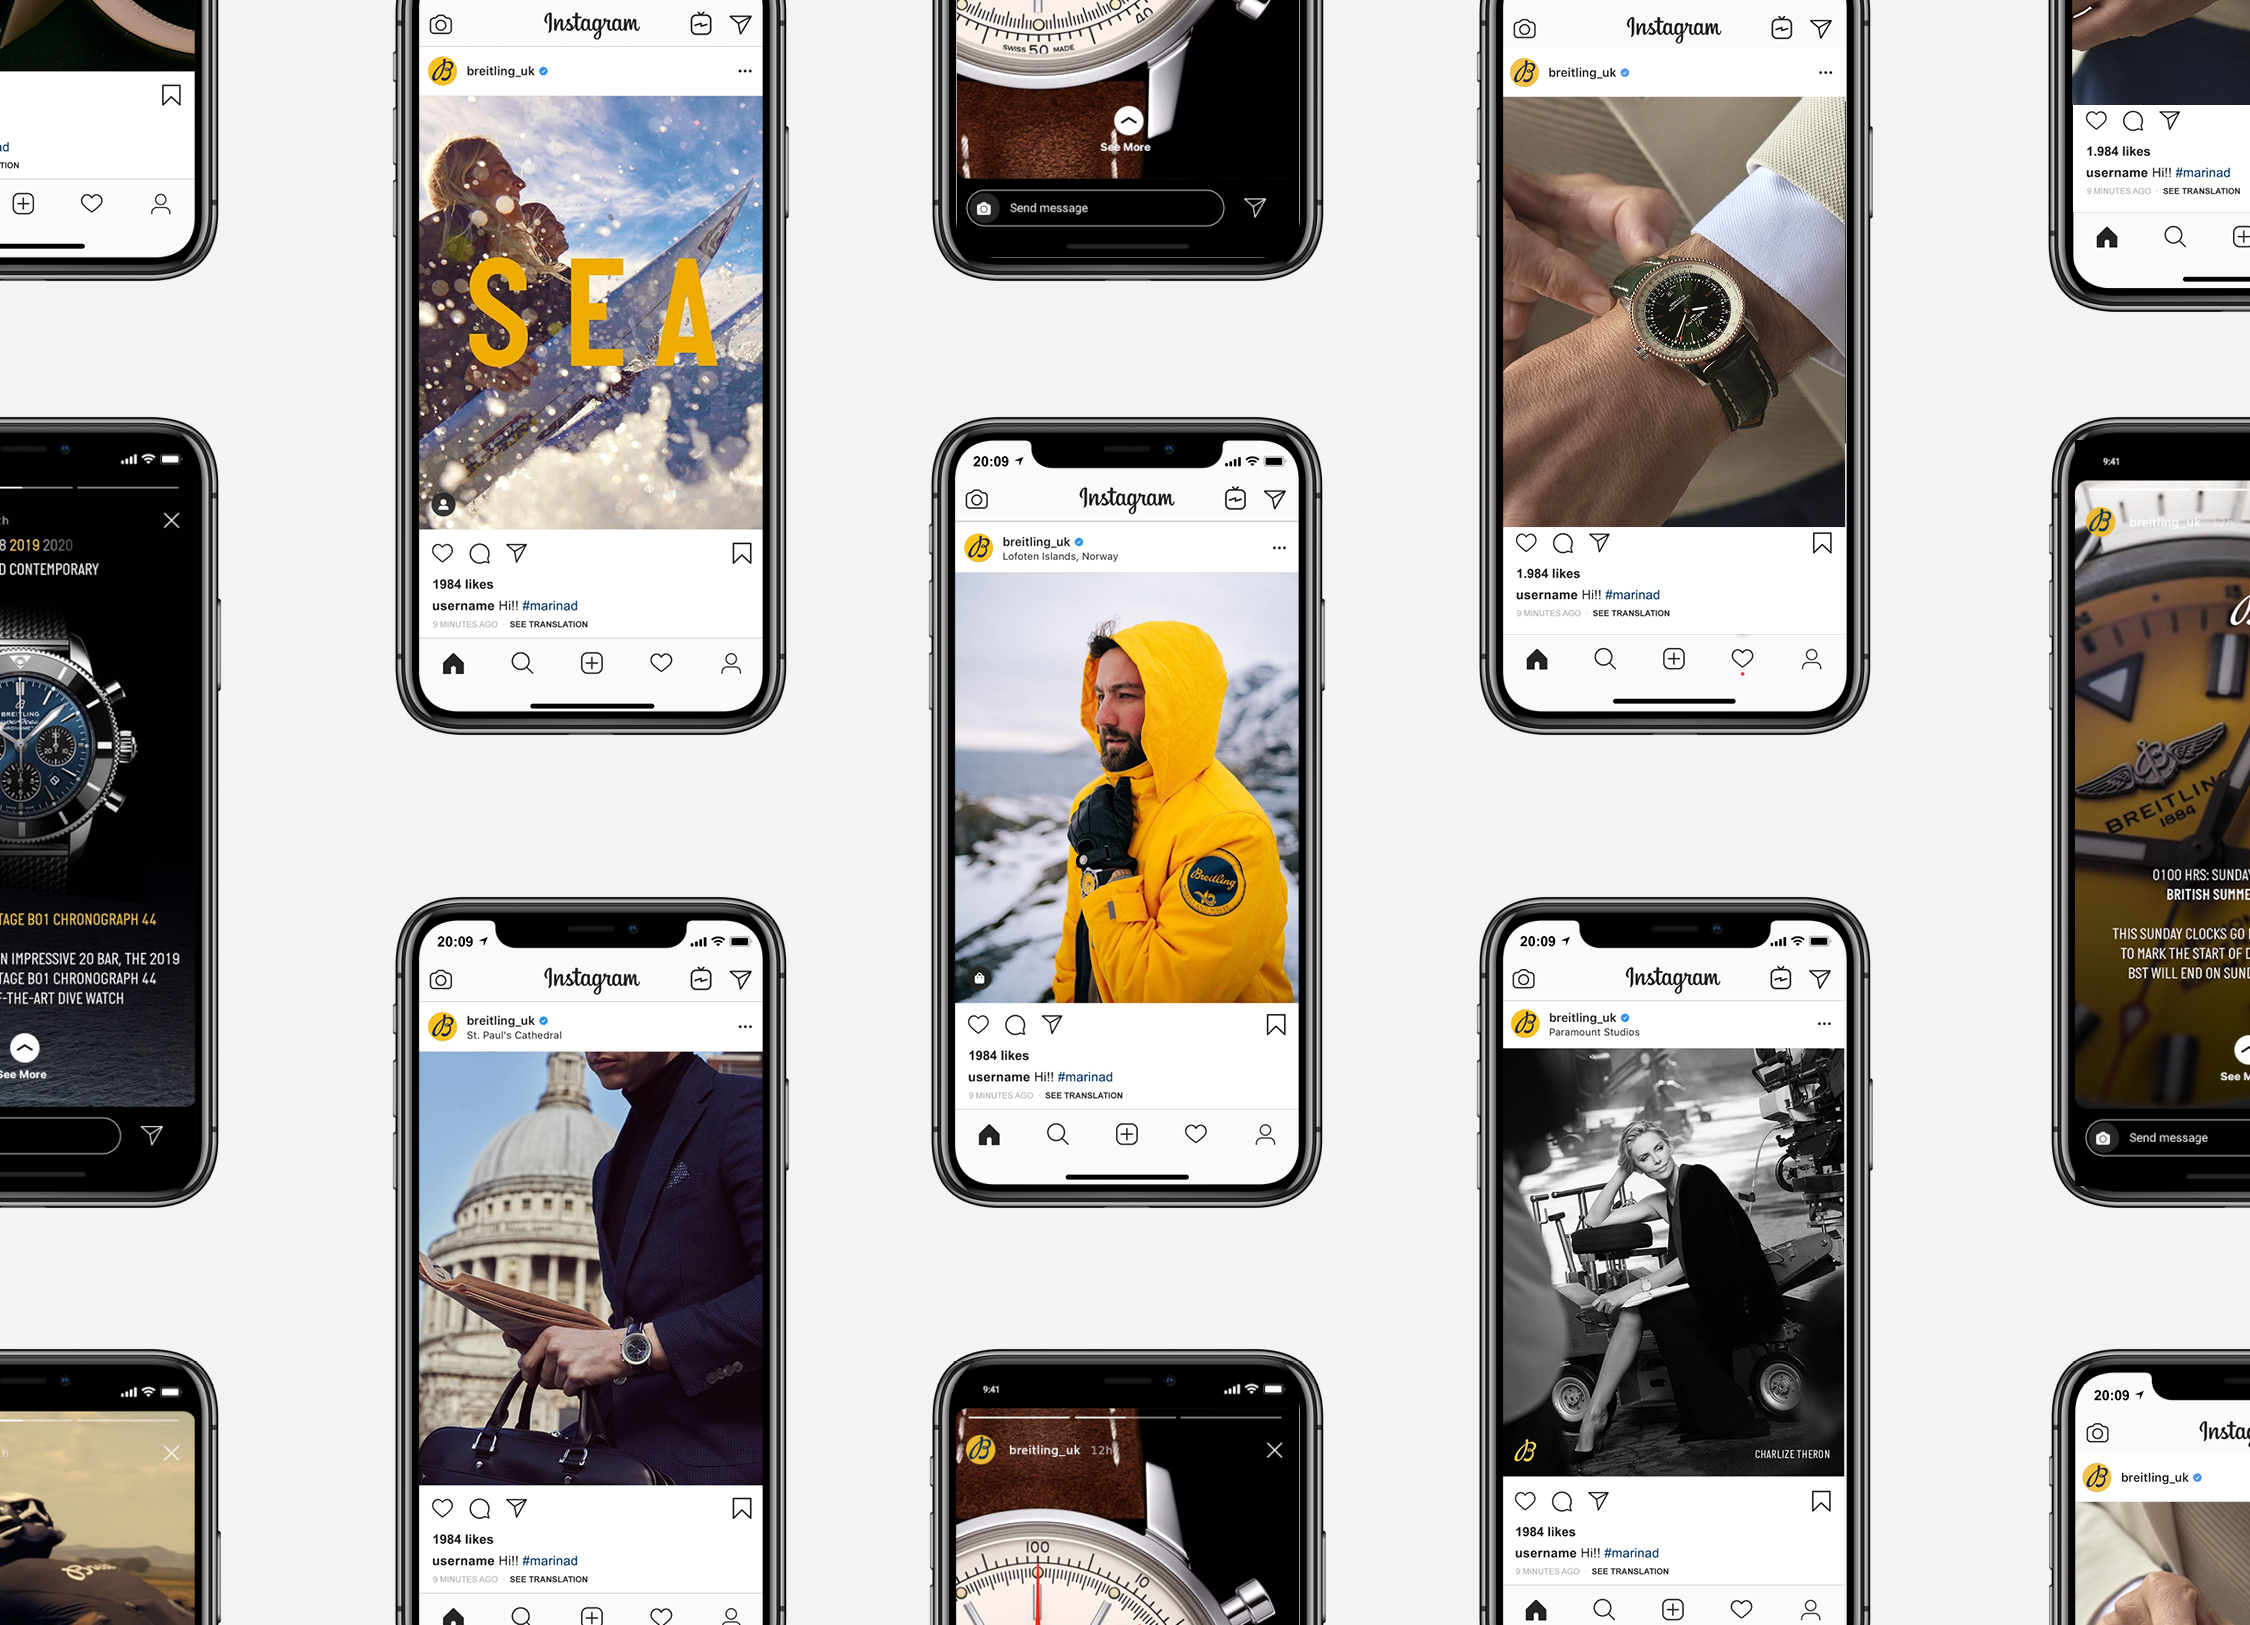 d
TION
h
8 2019 2020
D CONTEMPORARY
BREITLING
TAGE B01 CHRONOGRAPH 44
N IMPRESSIVE 20 BAR, THE 2019
TAGE B01 CHRONOGRAPH 44
F-THE-ART DIVE WATCH
See More
h
Instagram
breitling_uk
SEA
1984 likes
username Hi!! #marinad
9 MINUTES AGO · SEE TRANSLATION
20:09
Instagram
breitling_uk
St. Paul's Cathedral
1984 likes
username Hi!! #marinad
9 MINUTES AGO · SEE TRANSLATION
SWISS 50 MADE
40
See More
Send message
20:09
Instagram
breitling_uk
Lofoten Islands, Norway
Breitling
1984 likes
username Hi!! #marinad
9 MINUTES AGO · SEE TRANSLATION
9:41
breitling_uk 12h
100
10
Instagram
breitling_uk
1.984 likes
username Hi!! #marinad
9 MINUTES AGO · SEE TRANSLATION
20:09
Instagram
breitling_uk
Paramount Studios
B
CHARLIZE THERON
1984 likes
username Hi!! #marinad
9 MINUTES AGO · SEE TRANSLATION
1.984 likes
username Hi!! #marinad
9 MINUTES AGO · SEE TRANSLATION
9:41
breitling_uk 12h
BREITLING
1884
0100 HRS: SUNDAY
BRITISH SUMME
THIS SUNDAY CLOCKS GO
TO MARK THE START OF D
BST WILL END ON SUND
See M
Send message
20:09
Insta
breitling_uk